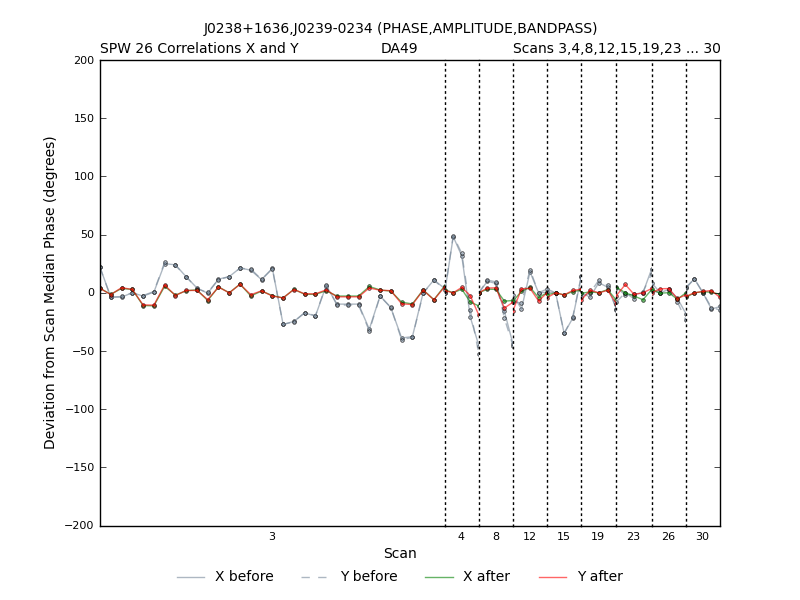 J0238+1636,J0239-0234 (PHASE,AMPLITUDE,BANDPASS)
SPW 26 Correlations X and Y DA49 Scans 3,4,8,12,15,19,23 ... 30
Deviation from Scan Median Phase (degrees)
200
150
100
50
0
−50
−100
−150
−200
3 4 8 12 15 19 23 26 30
Scan
X before Y before X after Y after